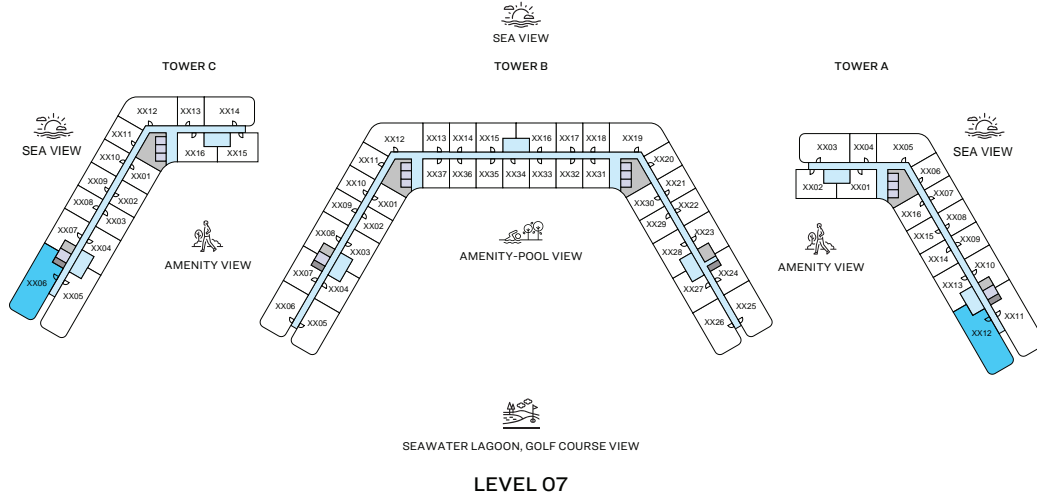 SEA VIEW
TOWER C
TOWER B
TOWER A
SEA VIEW
XX12
XX13
XX14
XX11
XX10
XX16
XX15
XX01
XX09
XX02
XX08
XX03
XX07
XX04
XX06
XX05
AMENITY VIEW
XX12
XX13
XX14
XX15
XX16
XX17
XX18
XX19
XX11
XX37
XX36
XX35
XX34
XX33
XX32
XX31
XX20
XX10
XX01
XX30
XX21
XX09
XX02
XX29
XX22
XX08
XX03
XX28
XX23
XX07
XX04
XX27
XX24
XX06
XX05
XX26
XX25
AMENITY-POOL VIEW
SEA VIEW
XX03
XX04
XX05
XX02
XX01
XX06
XX07
XX16
XX08
XX15
XX09
XX14
XX10
XX13
XX11
XX12
AMENITY VIEW
SEAWATER LAGOON, GOLF COURSE VIEW
LEVEL 07